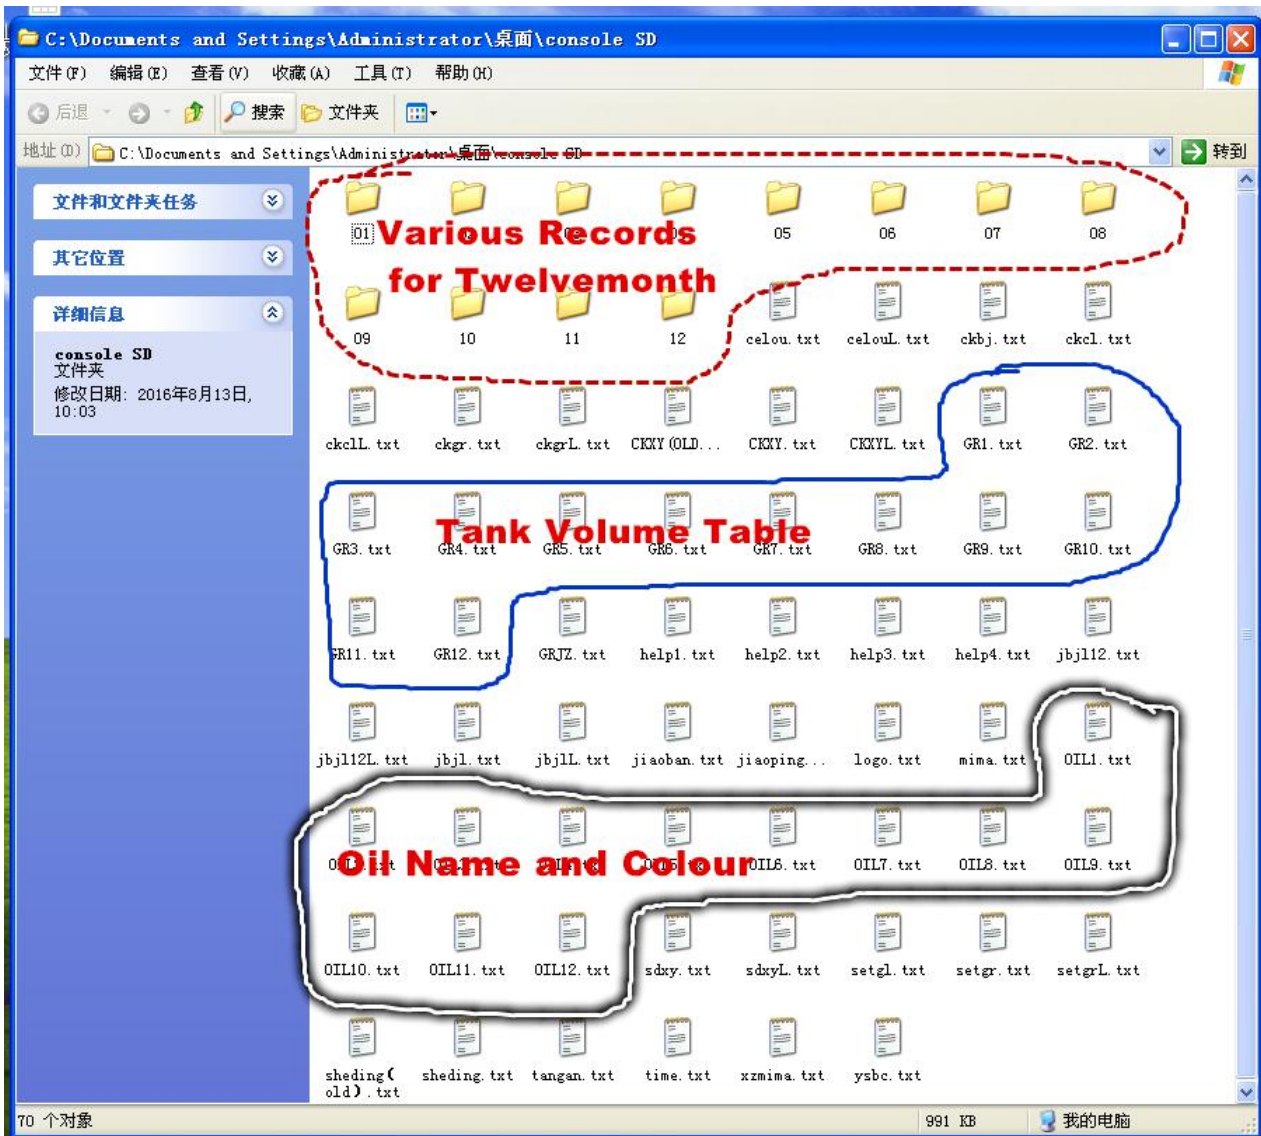 C:\Documents and Settings\Administrator\桌面\console SD
文件(F) 编辑(E) 查看(V) 收藏(A) 工具(T) 帮助(H)
后退 搜索 文件夹
地址(D) C:\Documents and Settings\Administrator\桌面\console SD 转到
文件和文件夹任务
其它位置
详细信息
console SD
文件夹
修改日期: 2016年8月13日,
10:03
01 05 06 07 08
Various Records
for Twelvemonth
09 10 11 12 celou.txt celouL.txt ckbj.txt ckcl.txt
ckclL.txt ckgr.txt ckgrL.txt CKXY(OLD... CKXY.txt CKXYL.txt GR1.txt GR2.txt
Tank Volume Table
GR3.txt GR4.txt GR5.txt GR6.txt GR7.txt GR8.txt GR9.txt GR10.txt
GR11.txt GR12.txt GRJZ.txt help1.txt help2.txt help3.txt help4.txt jbjl12.txt
jbjl12L.txt jbjl.txt jbjlL.txt jiaoban.txt jiaoping... logo.txt mima.txt OIL1.txt
Oil Name and Colour
OIL6.txt OIL7.txt OIL8.txt OIL9.txt
OIL10.txt OIL11.txt OIL12.txt sdxy.txt sdxyL.txt setgl.txt setgr.txt setgrL.txt
sheding( sheding.txt tangan.txt time.txt xzmima.txt ysbc.txt
old).txt
70 个对象 991 KB 我的电脑